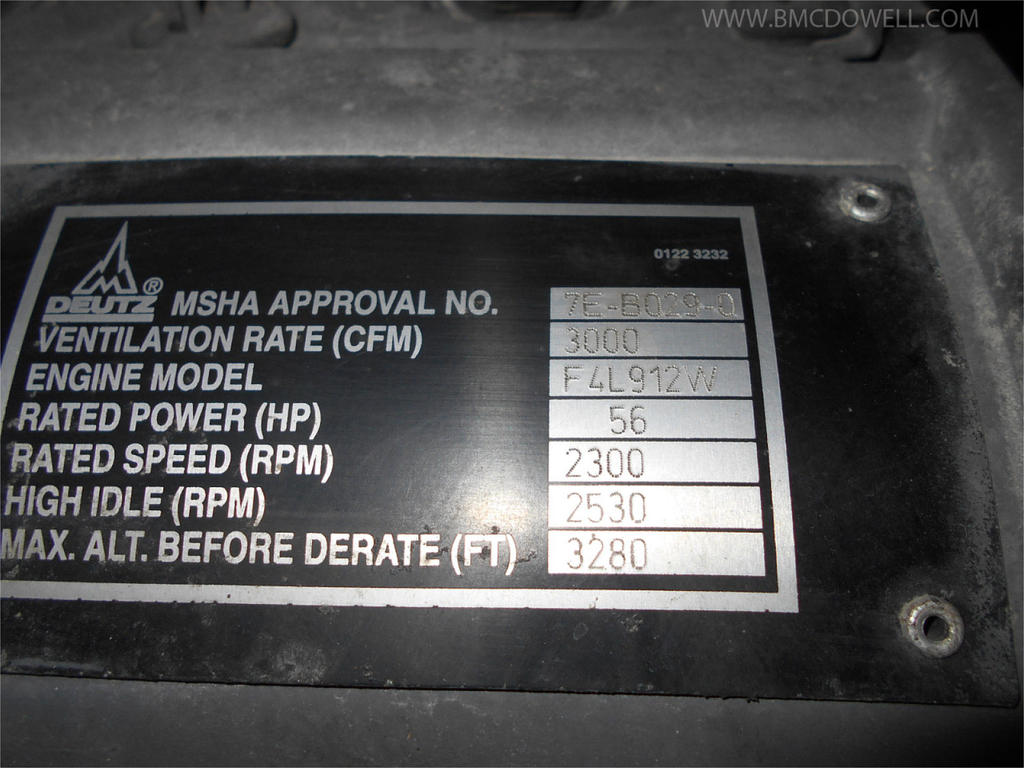 WWW.BMCDOWELL.COM
0122 3232
DEUTZ® MSHA APPROVAL NO. 7E-B029-0
VENTILATION RATE (CFM) 3000
ENGINE MODEL F4L912W
RATED POWER (HP) 56
RATED SPEED (RPM) 2300
HIGH IDLE (RPM) 2530
MAX. ALT. BEFORE DERATE (FT) 3280